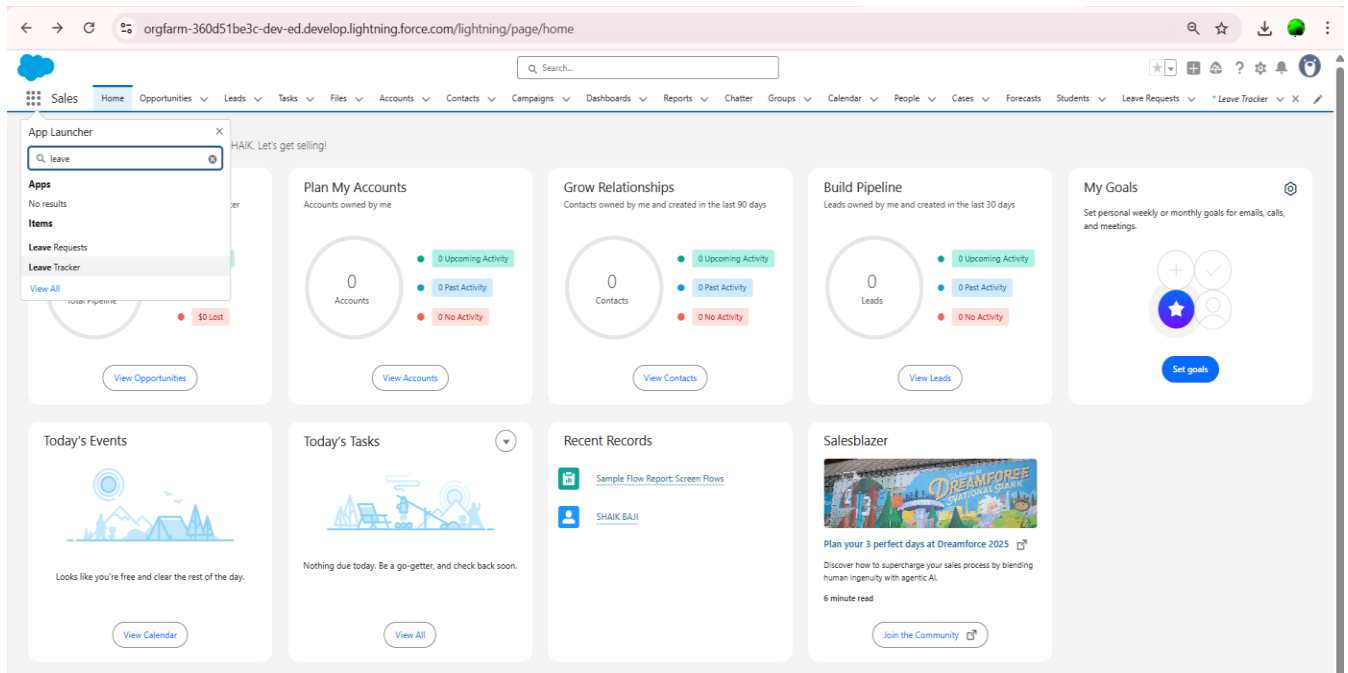 orgfarm-360d51be3c-dev-ed.develop.lightning.force.com/lightning/page/home
Search...
Sales Home Opportunities Leads Tasks Files Accounts Contacts Campaigns Dashboards Reports Chatter Groups Calendar People Cases Forecasts Students Leave Requests * Leave Tracker
App Launcher
leave
Apps
No results
Items
Leave Requests
Leave Tracker
View All
HAIK. Let's get selling!
Total Pipeline
$0 Lost
View Opportunities
Plan My Accounts
Accounts owned by me
0
Accounts
0 Upcoming Activity
0 Past Activity
0 No Activity
View Accounts
Grow Relationships
Contacts owned by me and created in the last 90 days
0
Contacts
0 Upcoming Activity
0 Past Activity
0 No Activity
View Contacts
Build Pipeline
Leads owned by me and created in the last 30 days
0
Leads
0 Upcoming Activity
0 Past Activity
0 No Activity
View Leads
My Goals
Set personal weekly or monthly goals for emails, calls,
and meetings.
Set goals
Today's Events
Looks like you're free and clear the rest of the day.
View Calendar
Today's Tasks
Nothing due today. Be a go-getter, and check back soon.
View All
Recent Records
Sample Flow Report: Screen Flows
SHAIK BAJI
Salesblazer
DREAMFORCE
NATIONAL PARK
Plan your 3 perfect days at Dreamforce 2025
Discover how to supercharge your sales process by blending
human ingenuity with agentic AI.
6 minute read
Join the Community